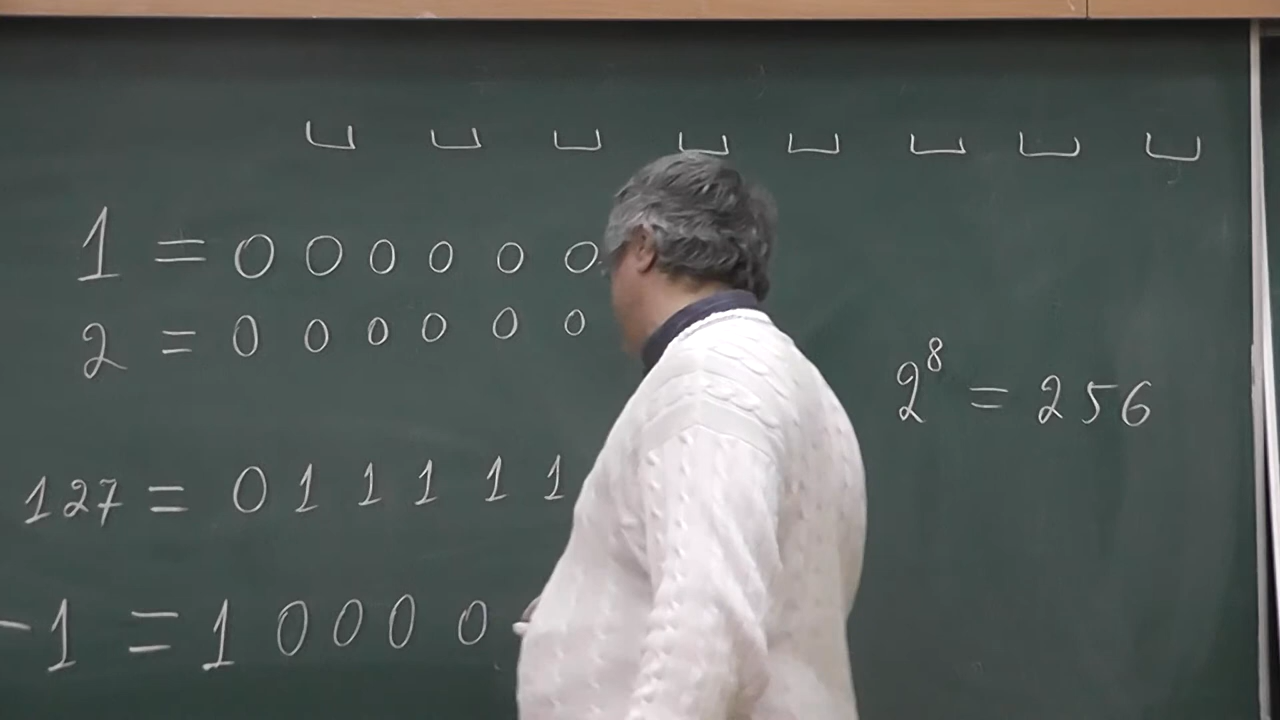 1 = 0 0 0 0 0 0
2 = 0 0 0 0 0 0
2⁸ = 256
127 = 0 1 1 1 1 1
-1 = 1 0 0 0 0